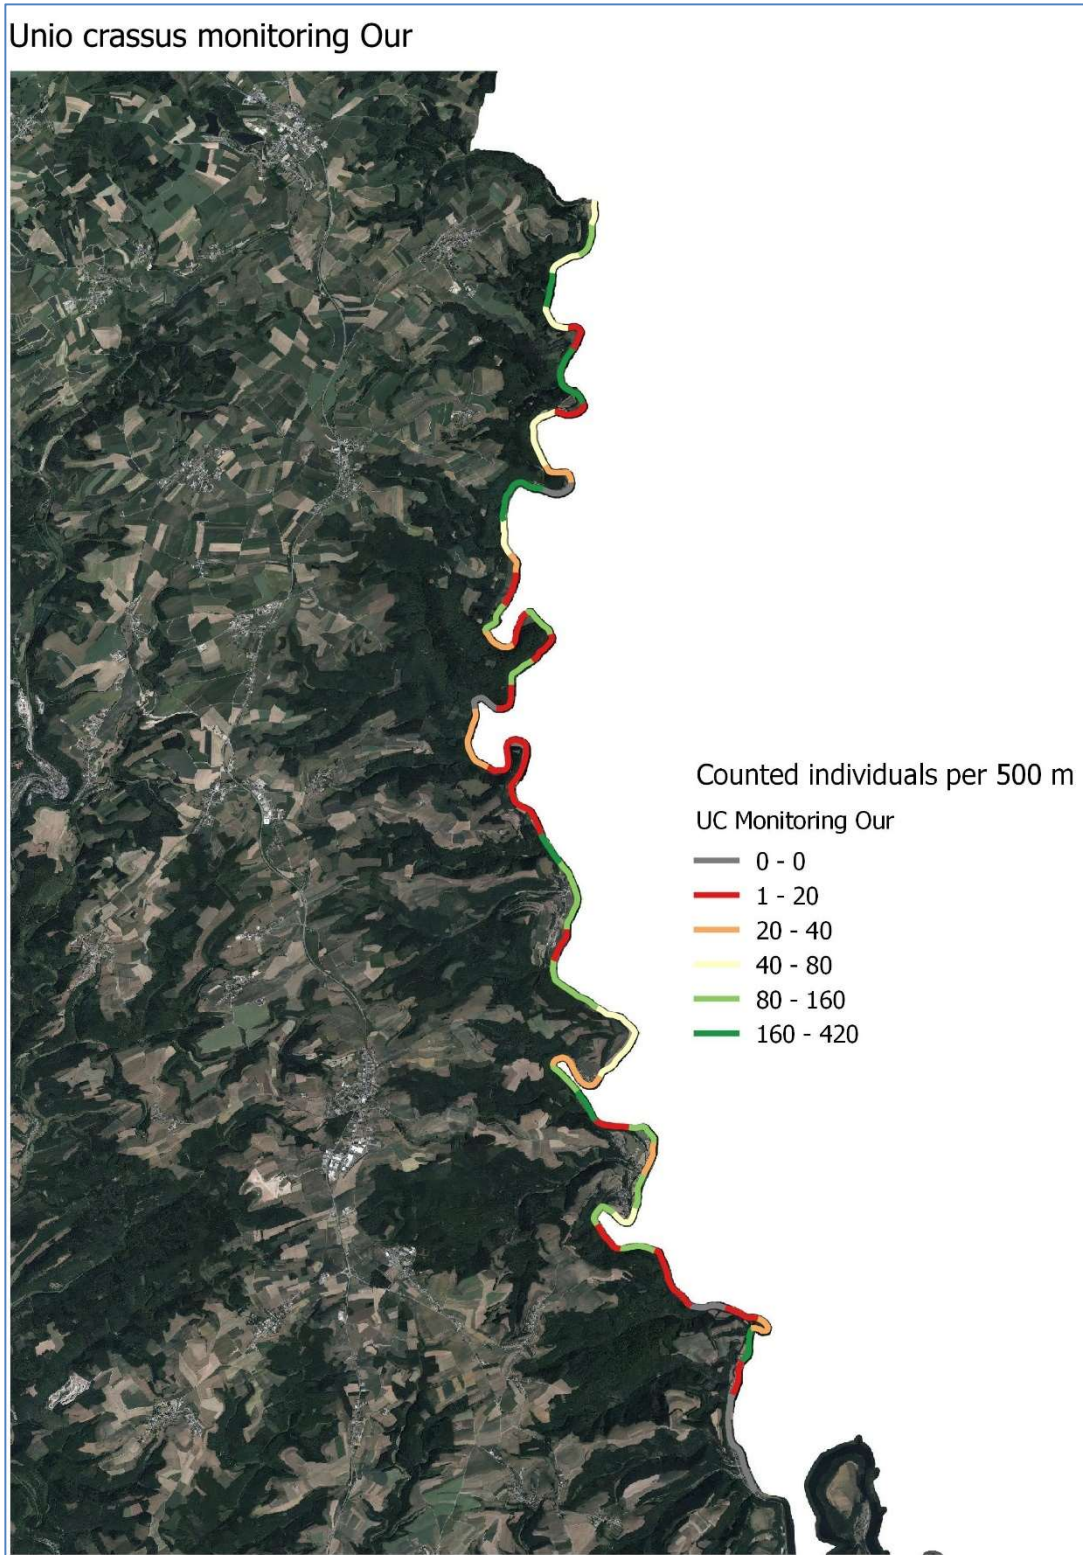 Unio crassus monitoring Our
Counted individuals per 500 m
UC Monitoring Our
0 - 0
1 - 20
20 - 40
40 - 80
80 - 160
160 - 420